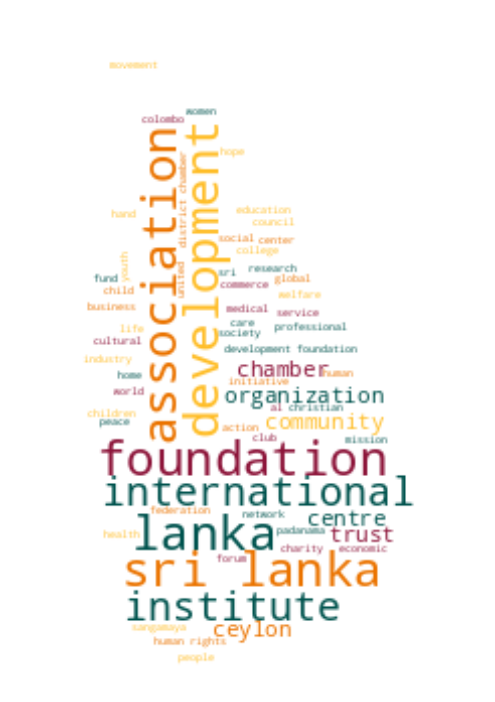 movement
women
colombo
association
development
district chamber
hope
hand
education
council
social
center
college
youth
united
sri
research
fund
commerce
global
child
welfare
business
medical
service
life
care
professional
society
cultural
development foundation
industry
chamber
human
home
initiative
world
organization
al
christian
children
peace
community
action
club
mission
foundation
international
federation
network
centre
lanka
padanama
trust
health
charity
economic
forum
sri lanka
institute
sangamaya
ceylon
human rights
people